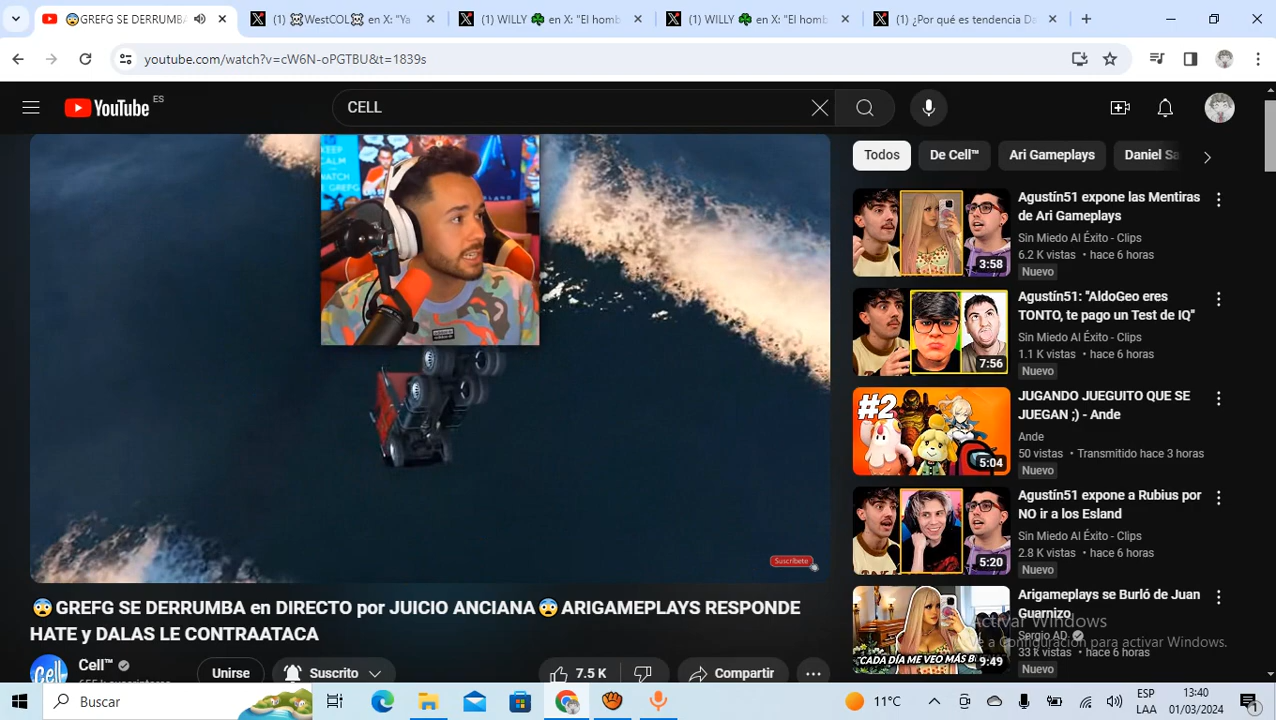 😨GREFG SE DERRUMBA
☠️WestCOL☠️ en X: "Ya
(1) WILLY 🍀 en X: "El homb
(1) WILLY 🍀 en X: "El homb
(1) ¿Por qué es tendencia Da
youtube.com/watch?v=cW6N-oPGTBU&t=1839s
YouTube ES
CELL
KEEP
CALM
GREFG
Suscríbete
😨GREFG SE DERRUMBA en DIRECTO por JUICIO ANCIANA😨ARIGAMEPLAYS RESPONDE
HATE y DALAS LE CONTRAATACA
Cell™
Unirse
Suscrito
7.5 K
Compartir
Todos
De Cell™
Ari Gameplays
Daniel Sa
3:58
Agustín51 expone las Mentiras
de Ari Gameplays
Sin Miedo Al Éxito - Clips
6.2 K vistas • hace 6 horas
Nuevo
7:56
Agustín51: "AldoGeo eres
TONTO, te pago un Test de IQ"
Sin Miedo Al Éxito - Clips
1.1 K vistas • hace 6 horas
Nuevo
#2
5:04
JUGANDO JUEGUITO QUE SE
JUEGAN ;) - Ande
Ande
50 vistas • Transmitido hace 3 horas
Nuevo
5:20
Agustín51 expone a Rubius por
NO ir a los Esland
Sin Miedo Al Éxito - Clips
2.8 K vistas • hace 6 horas
Nuevo
CADA DÍA ME VEO MÁS B
9:49
Arigameplays se Burló de Juan
Guarnizo
Sergio AD
33 K vistas • hace 6 horas
Nuevo
Activar Windows
Ve a Configuración para activar Windows.
Buscar
11°C
ESP
LAA
13:40
01/03/2024
1